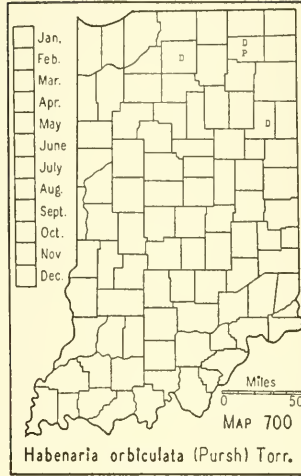 Jan.
Feb.
Mar.
Apr.
May
June
July
Aug.
Sept.
Oct.
Nov
Dec.
D
D
P
D
Miles
0 50
MAP 700
Habenaria orbiculata (Pursh) Torr.